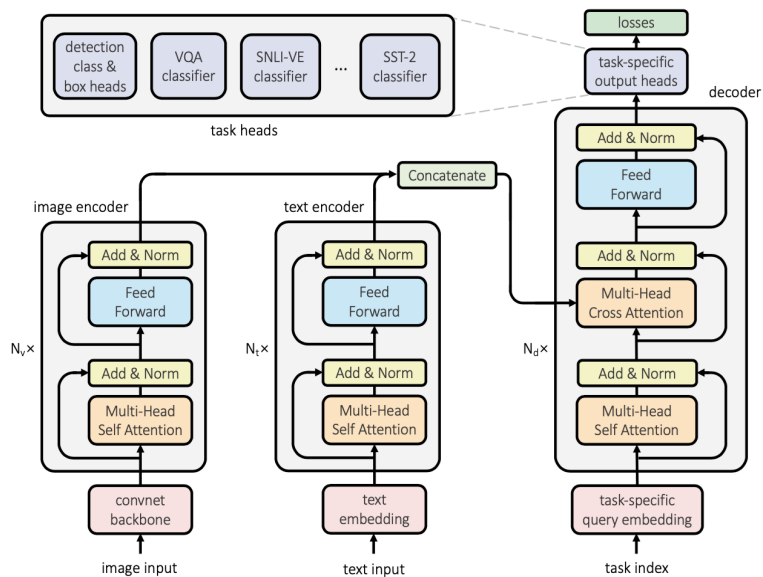 losses
detection
class &
box heads
VQA
classifier
SNLI-VE
classifier
...
SST-2
classifier
task-specific
output heads
task heads
decoder
Add & Norm
Feed
Forward
Concatenate
image encoder
text encoder
Add & Norm
Feed
Forward
Add & Norm
Multi-Head
Self Attention
Nv×
convnet
backbone
image input
Add & Norm
Feed
Forward
Add & Norm
Multi-Head
Self Attention
Nt×
text
embedding
text input
Add & Norm
Multi-Head
Cross Attention
Nd×
Add & Norm
Multi-Head
Self Attention
task-specific
query embedding
task index